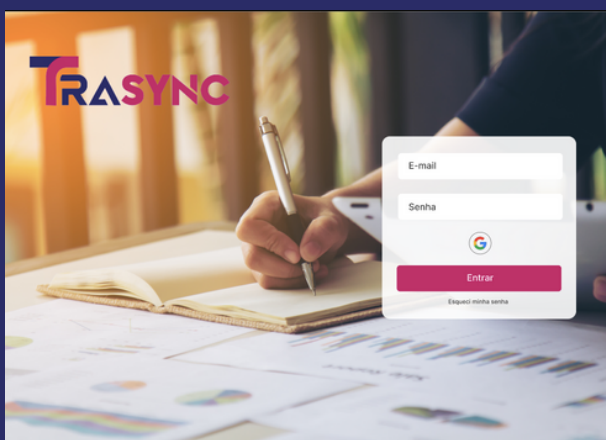 TRASYNC
E-mail
Senha
Entrar
Esqueci minha senha